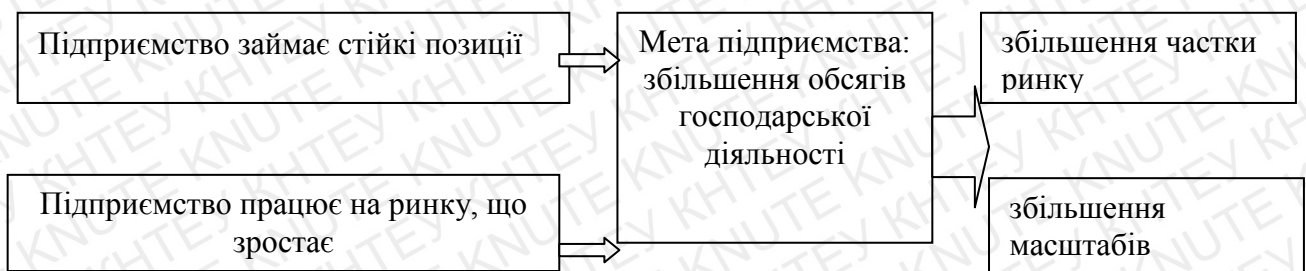 Підприємство займає стійкі позиції
Підприємство працює на ринку, що
зростає
Мета підприємства:
збільшення обсягів
господарської
діяльності
збільшення частки
ринку
збільшення
масштабів